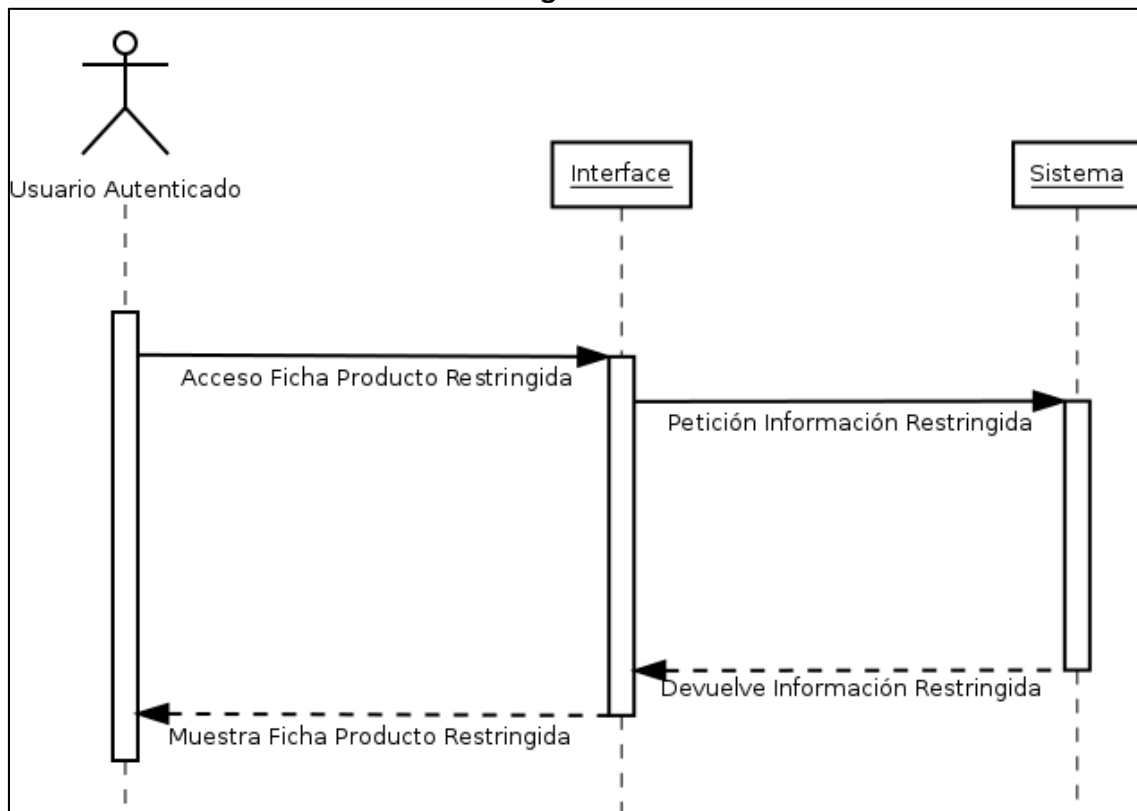 Usuario Autenticado
Interface
Sistema
Acceso Ficha Producto Restringida
Petición Información Restringida
Devuelve Información Restringida
Muestra Ficha Producto Restringida